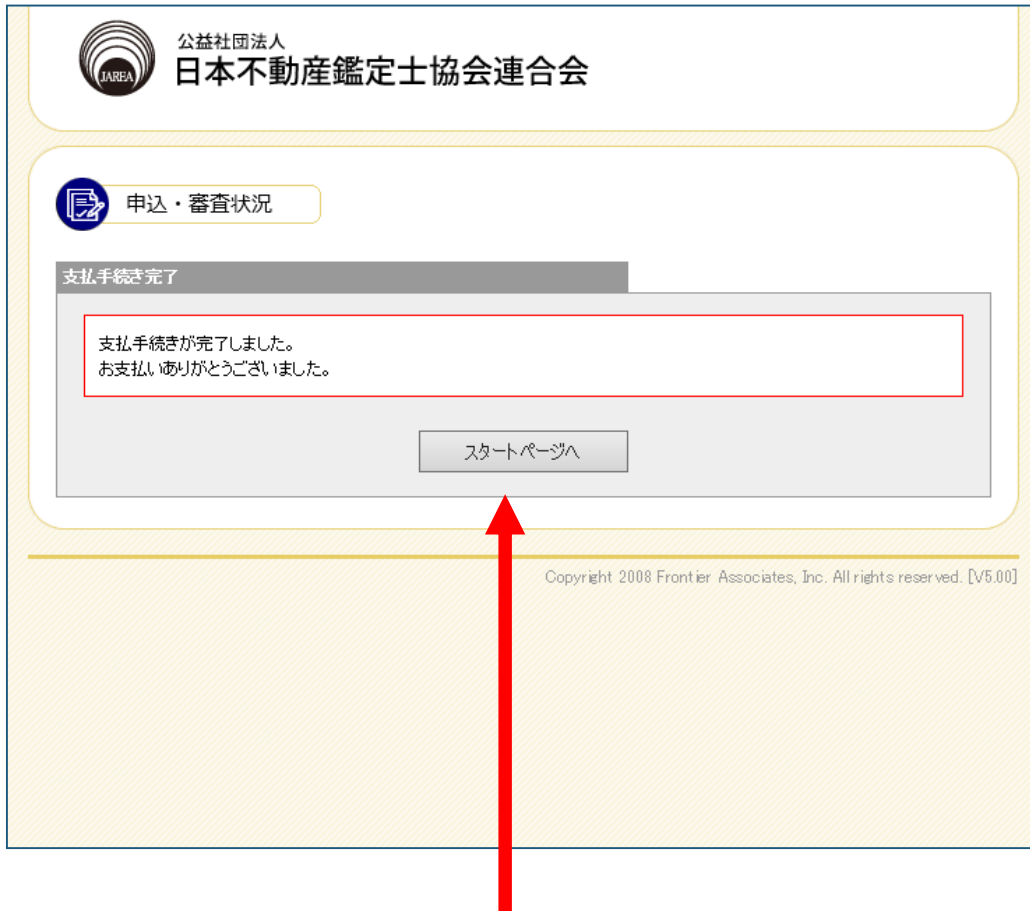 JAREA
公益社団法人
日本不動産鑑定士協会連合会
申込・審査状況
支払手続き完了
支払手続きが完了しました。
お支払いありがとうございました。
スタートページへ
Copyright 2008 Frontier Associates, Inc. All rights reserved. [V5.00]